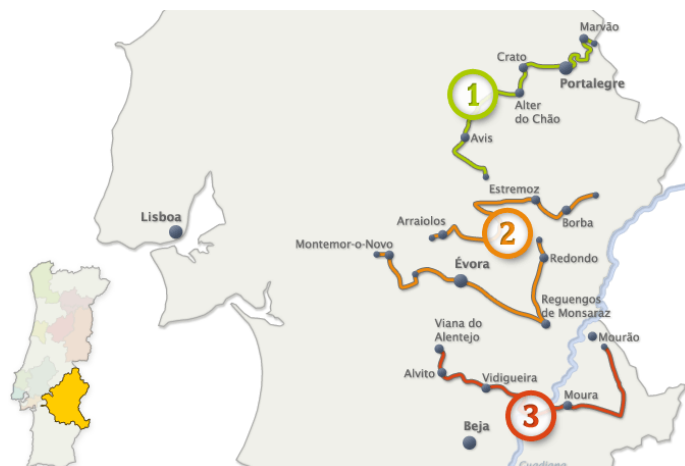 Marvão
Crato
Portalegre
1
Alter
do Chão
Avis
Estremoz
Borba
Lisboa
Arraiolos
2
Montemor-o-Novo
Évora
Redondo
Reguengos
de Monsaraz
Viana do
Alentejo
Mourão
Alvito
Vidigueira
Moura
3
Beja
Guadiana